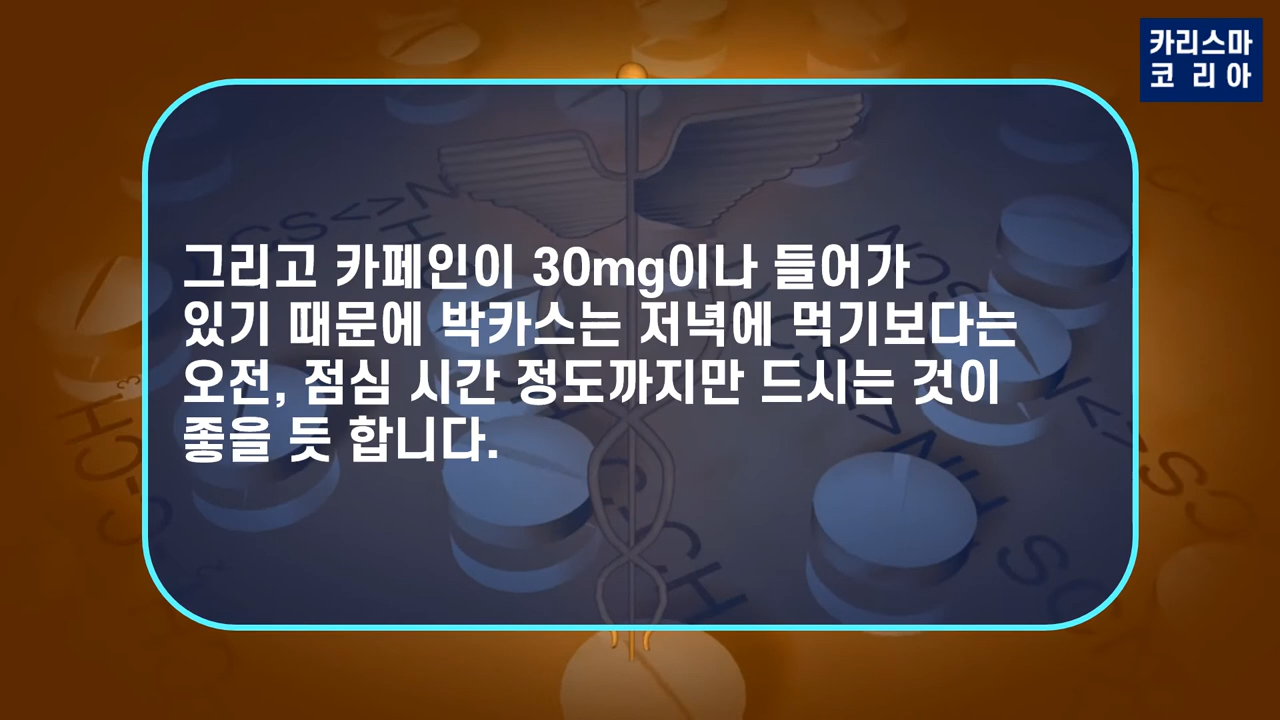 카리스마
코리아
그리고 카페인이 30mg이나 들어가
있기 때문에 박카스는 저녁에 먹기보다는
오전, 점심 시간 정도까지만 드시는 것이
좋을 듯 합니다.